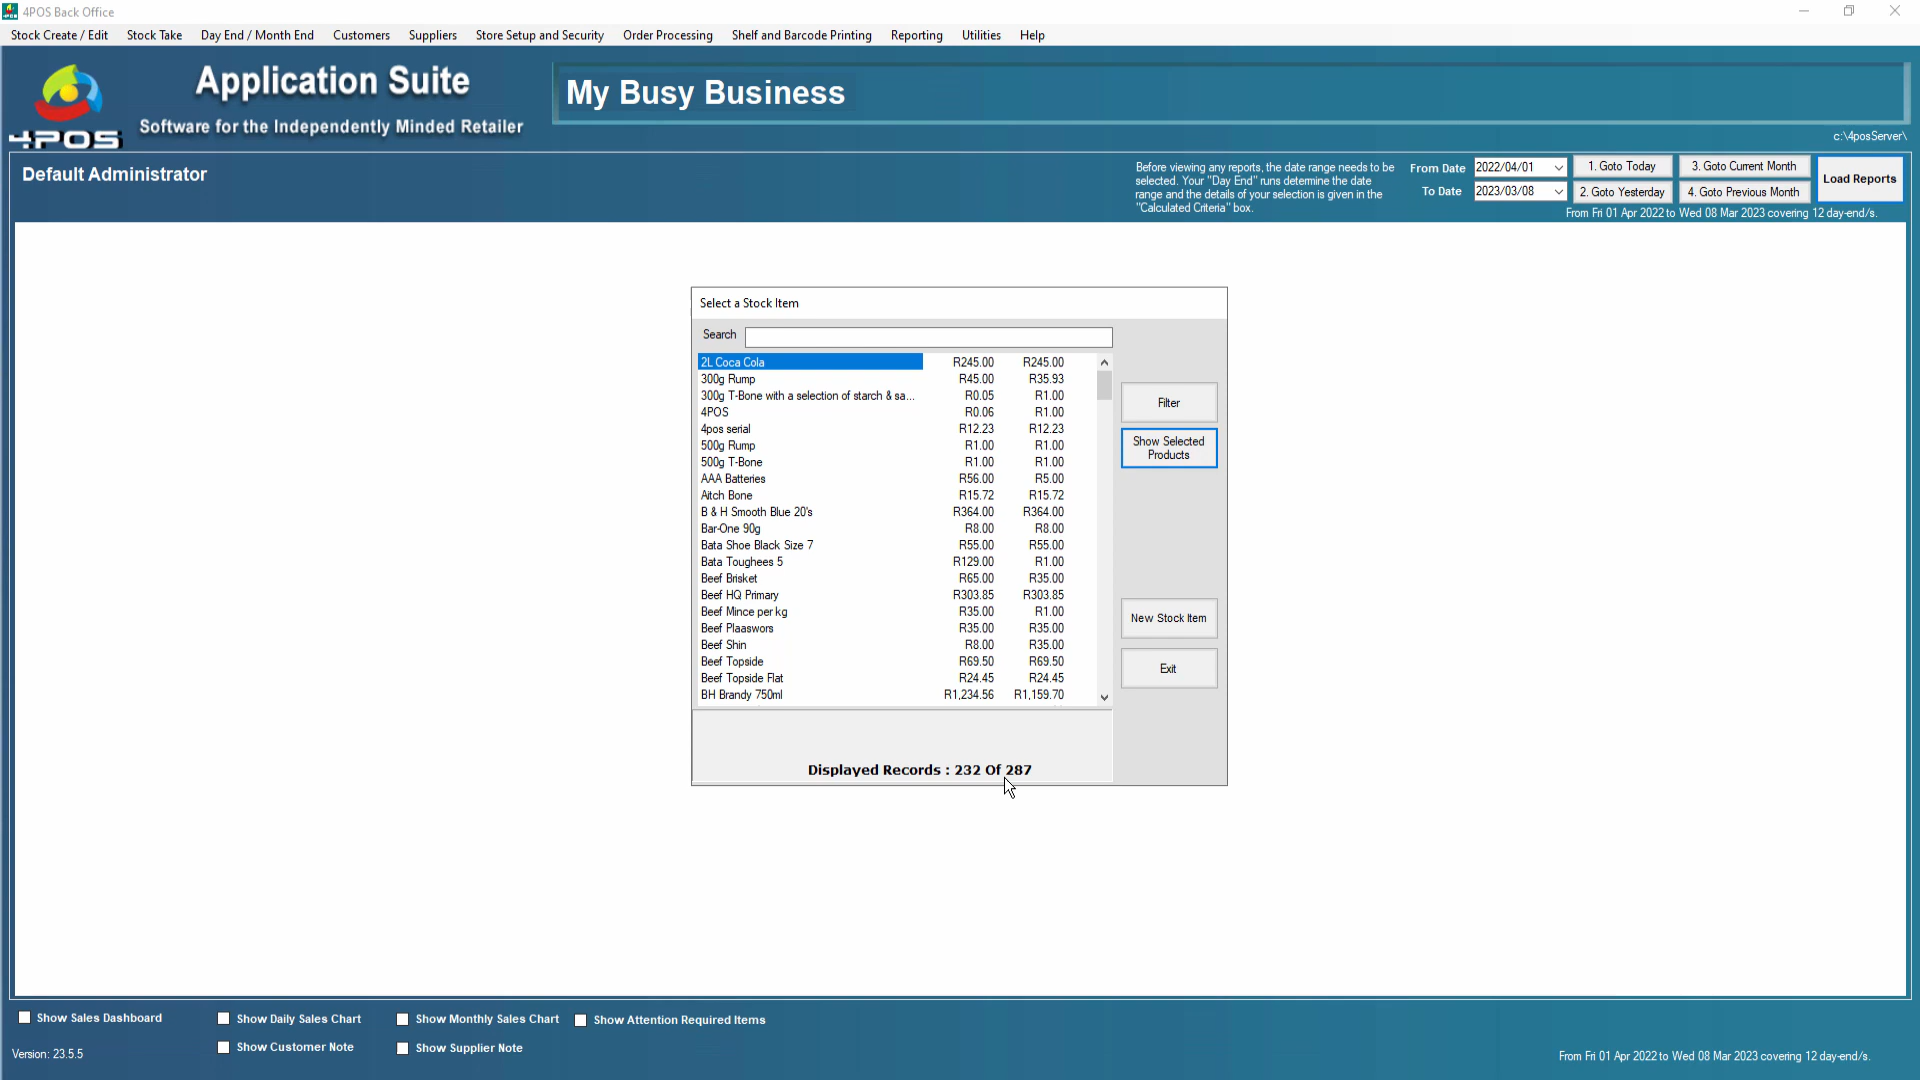 4POS Back Office
Stock Create / Edit Stock Take Day End / Month End Customers Suppliers Store Setup and Security Order Processing Shelf and Barcode Printing Reporting Utilities Help
4POS
Application Suite
Software for the Independently Minded Retailer
My Busy Business
c:\4posServer\
Default Administrator
Before viewing any reports, the date range needs to be
selected. Your "Day End" runs determine the date
range and the details of your selection is given in the
"Calculated Criteria" box.
From Date 2022/04/01 1. Goto Today 3. Goto Current Month
To Date 2023/03/08 2. Goto Yesterday 4. Goto Previous Month
Load Reports
From Fri 01 Apr 2022 to Wed 08 Mar 2023 covering 12 day-end/s.
Select a Stock Item
Search
2L Coca Cola R245.00 R245.00
300g Rump R45.00 R35.93
300g T-Bone with a selection of starch & sa... R0.05 R1.00
4POS R0.06 R1.00
4pos serial R12.23 R12.23
500g Rump R1.00 R1.00
500g T-Bone R1.00 R1.00
AAA Batteries R56.00 R5.00
Aitch Bone R15.72 R15.72
B & H Smooth Blue 20's R364.00 R364.00
Bar-One 90g R8.00 R8.00
Bata Shoe Black Size 7 R55.00 R55.00
Bata Toughees 5 R129.00 R1.00
Beef Brisket R65.00 R35.00
Beef HQ Primary R303.85 R303.85
Beef Mince per kg R35.00 R1.00
Beef Plaaswors R35.00 R35.00
Beef Shin R8.00 R35.00
Beef Topside R69.50 R69.50
Beef Topside Flat R24.45 R24.45
BH Brandy 750ml R1,234.56 R1,159.70
Filter
Show Selected
Products
New Stock Item
Exit
Displayed Records : 232 Of 287
Show Sales Dashboard Show Daily Sales Chart Show Monthly Sales Chart Show Attention Required Items
Show Customer Note Show Supplier Note
Version: 23.5.5
From Fri 01 Apr 2022 to Wed 08 Mar 2023 covering 12 day-end/s.